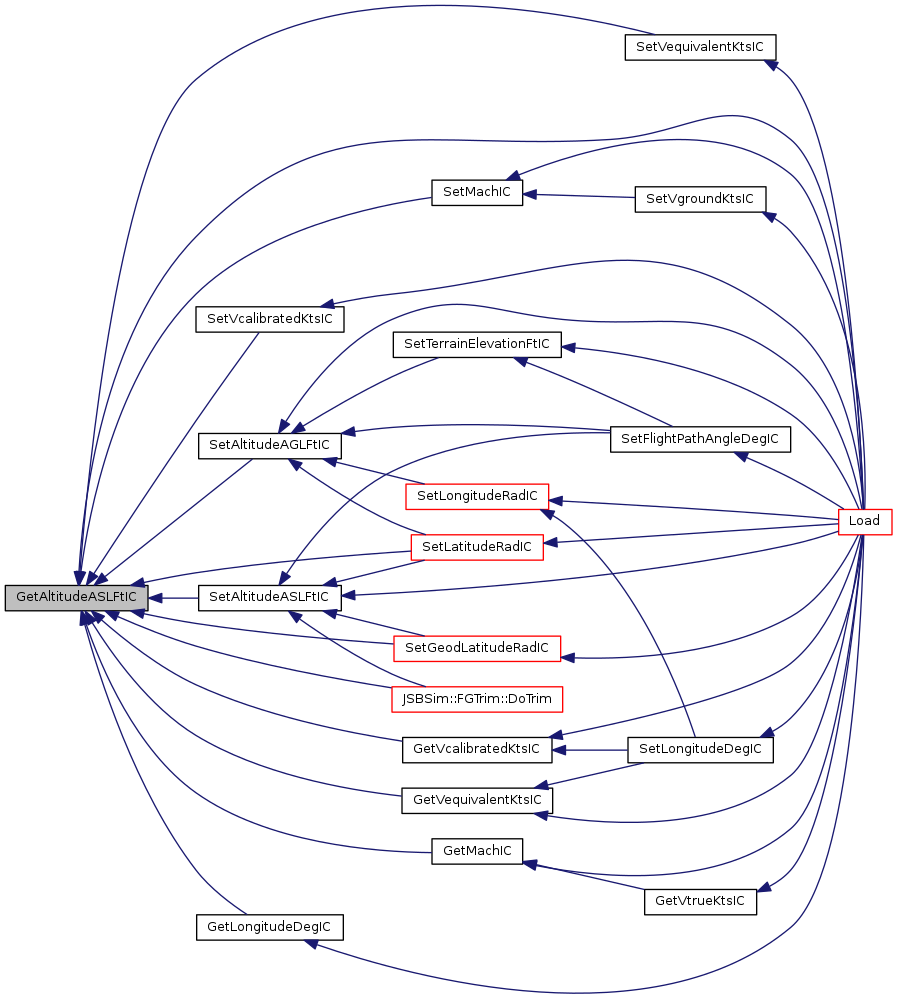 SetVequivalentKtsIC
SetMachIC
SetVgroundKtsIC
SetVcalibratedKtsIC
SetTerrainElevationFtIC
SetAltitudeAGLFtIC
SetFlightPathAngleDegIC
SetLongitudeRadIC
Load
SetLatitudeRadIC
GetAltitudeASLFtIC
SetAltitudeASLFtIC
SetGeodLatitudeRadIC
JSBSim::FGTrim::DoTrim
GetVcalibratedKtsIC
SetLongitudeDegIC
GetVequivalentKtsIC
GetMachIC
GetVtrueKtsIC
GetLongitudeDegIC